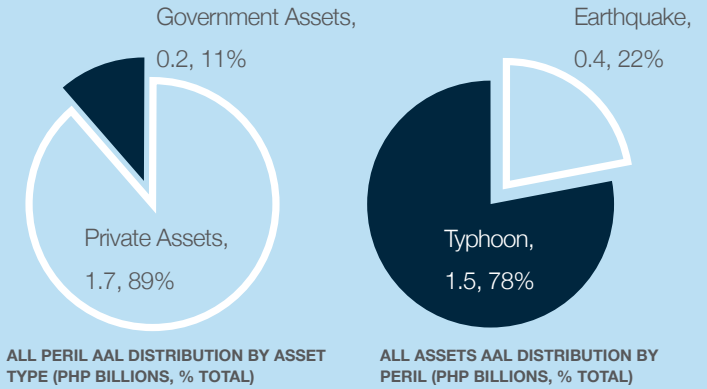 Government Assets,
0.2, 11%
Private Assets,
1.7, 89%
ALL PERIL AAL DISTRIBUTION BY ASSET
TYPE (PHP BILLIONS, % TOTAL)
Earthquake,
0.4, 22%
Typhoon,
1.5, 78%
ALL ASSETS AAL DISTRIBUTION BY
PERIL (PHP BILLIONS, % TOTAL)